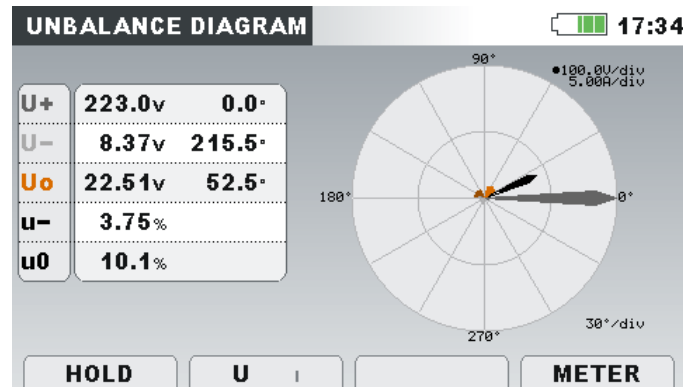 UNBALANCE DIAGRAM 17:34
90°
●100.0V/div
5.00A/div
U+ 223.0v 0.0°
U- 8.37v 215.5°
Uo 22.51v 52.5°
u- 3.75%
u0 10.1%
180° 0°
30°/div
270°
HOLD U I METER